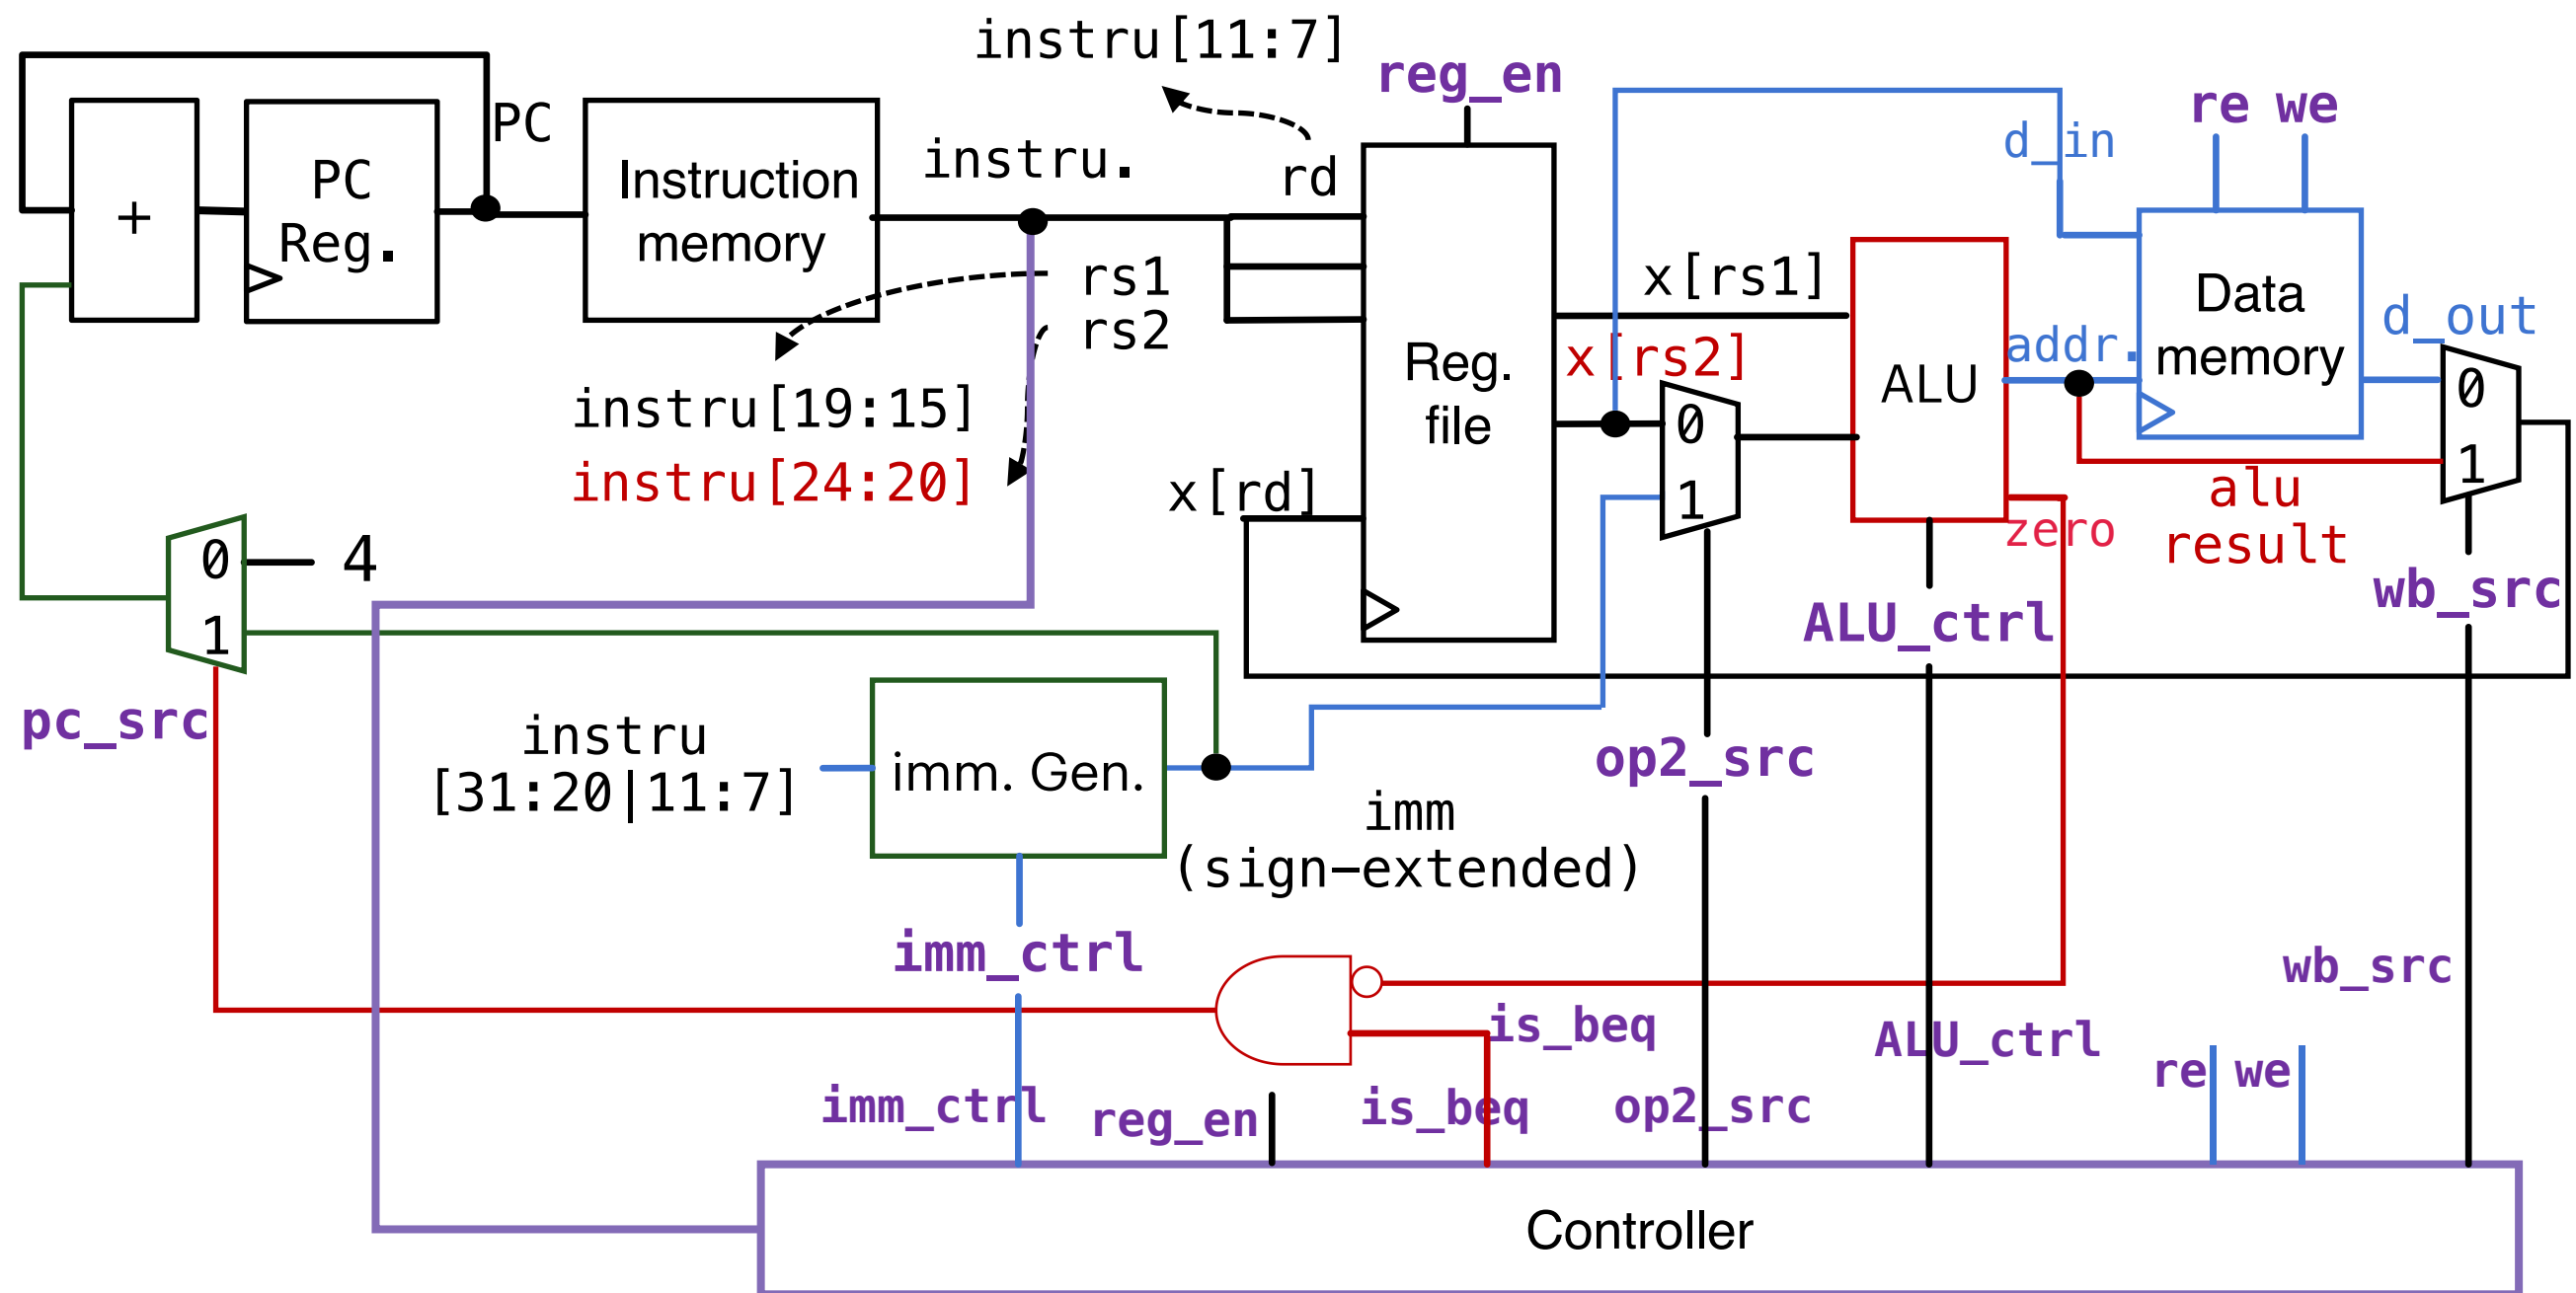 instru[11:7]
reg_en
re we
PC
d_in
instru.
rd
+
PC
Reg.
Instruction
memory
rs1
rs2
x[rs1]
x[rs2]
Reg.
file
ALU
addr.
Data
memory
d_out
0
1
instru[19:15]
instru[24:20]
x[rd]
0
1
zero
alu
result
wb_src
0
1
4
ALU_ctrl
pc_src
instru
[31:20|11:7]
imm. Gen.
op2_src
imm
(sign-extended)
imm_ctrl
wb_src
is_beq
ALU_ctrl
re we
imm_ctrl
reg_en
is_beq
op2_src
Controller